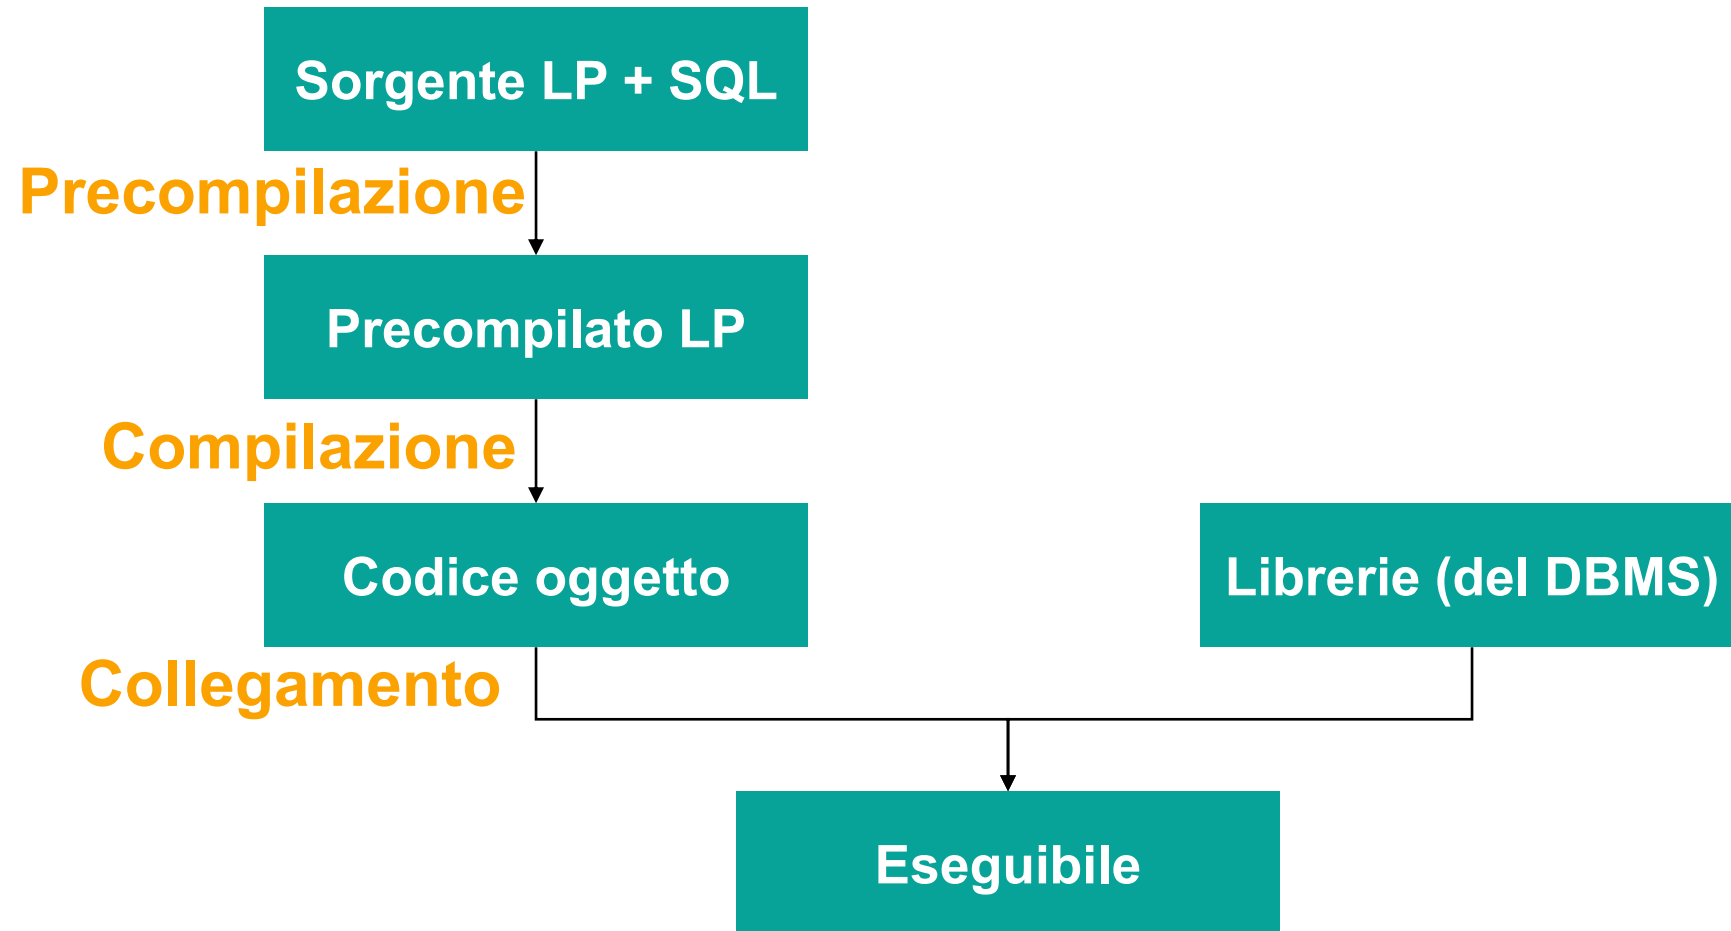 Sorgente LP + SQL
Precompilazione
Precompilato LP
Compilazione
Codice oggetto
Librerie (del DBMS)
Collegamento
Eseguibile